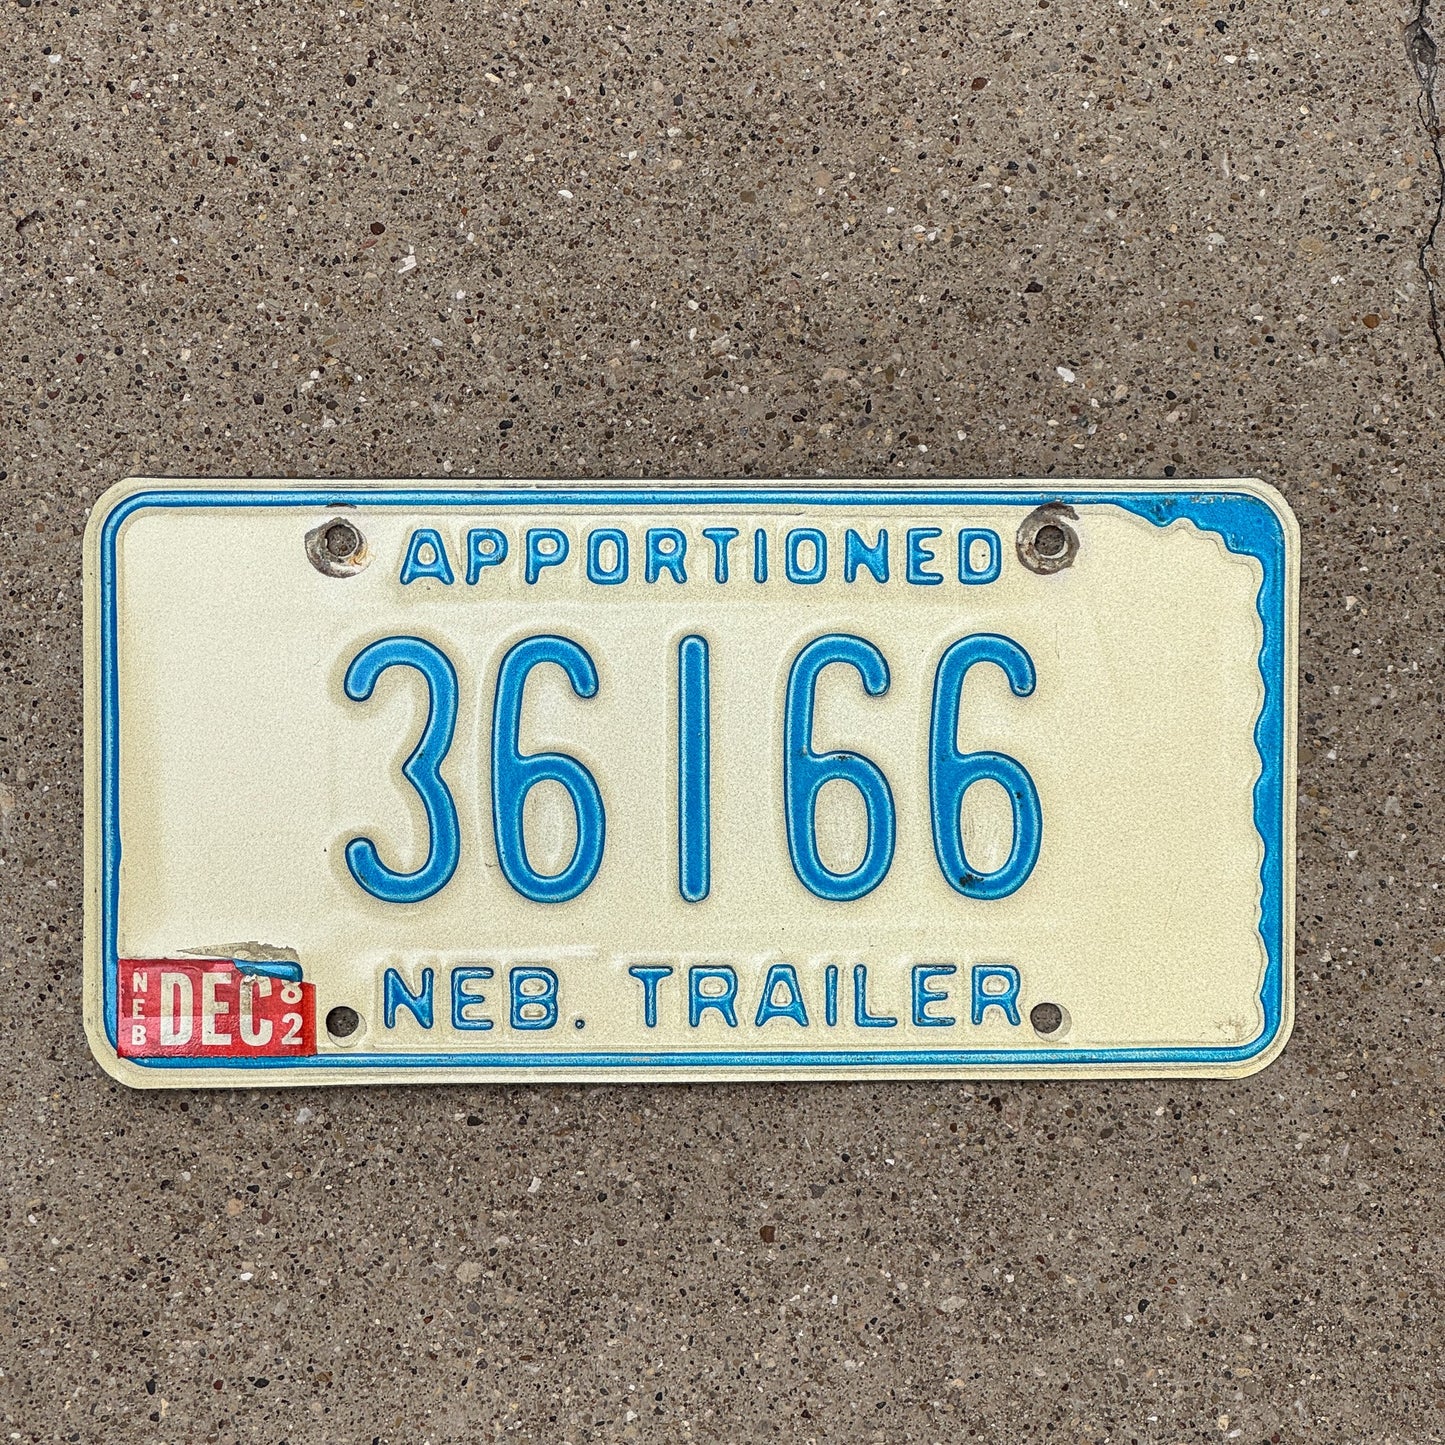 APPORTIONED
36166
NEB DEC 82
NEB. TRAILER